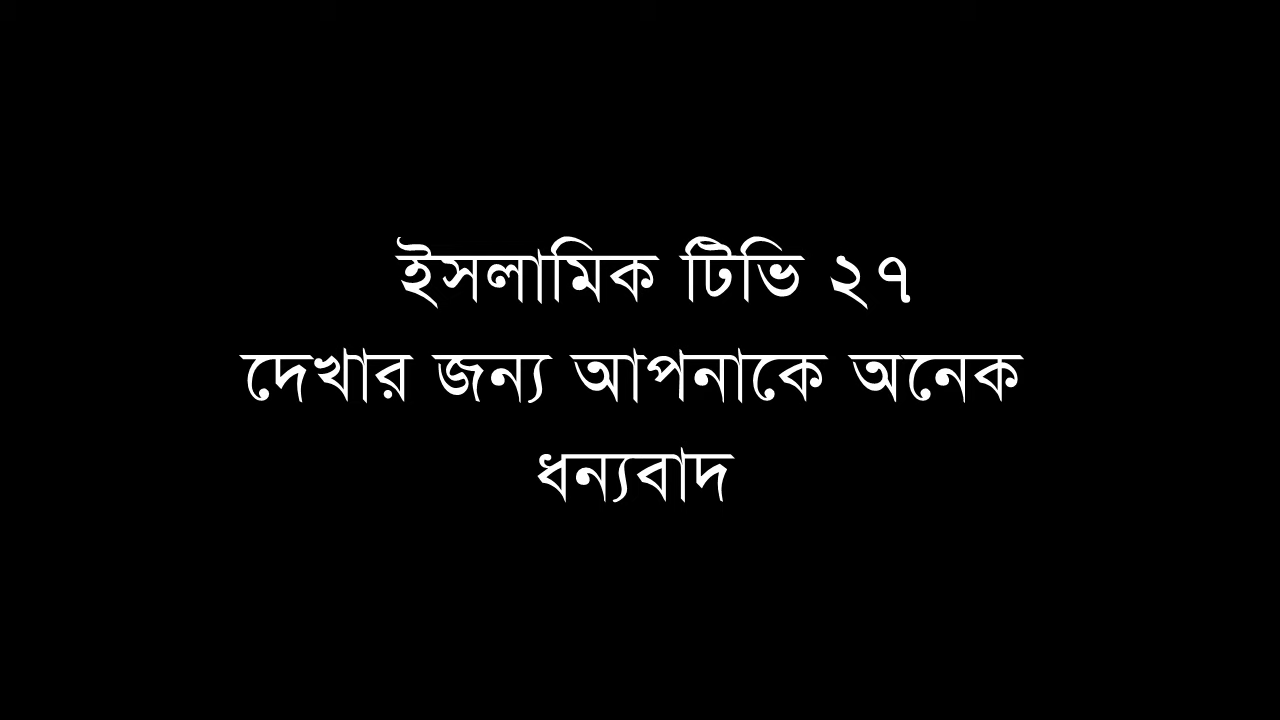 ইসলামিক টিভি ২৭
দেখার জন্য আপনাকে অনেক
ধন্যবাদ